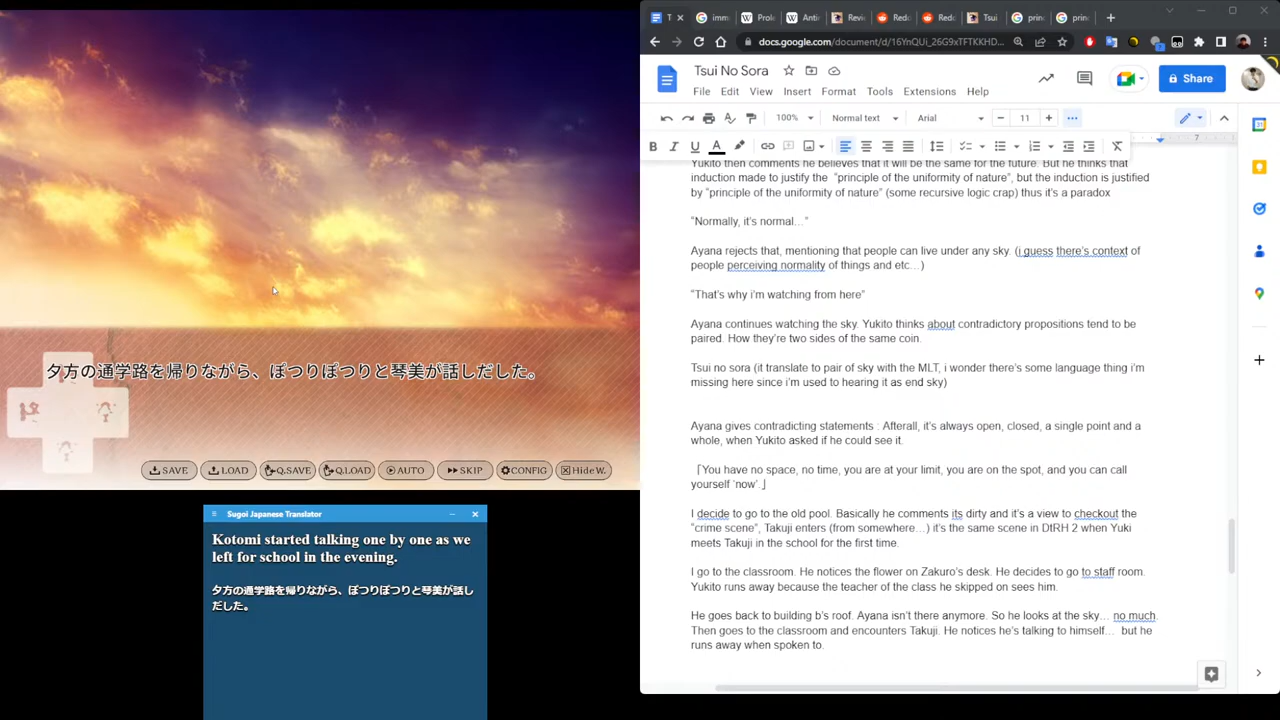 夕方の通学路を帰りながら、ぽつりぽつりと琴美が話しだした。
SAVE
LOAD
Q.SAVE
Q.LOAD
AUTO
SKIP
CONFIG
HideW.
Sugoi Japanese Translator
Kotomi started talking one by one as we
left for school in the evening.
夕方の通学路を帰りながら、ぽつりぽつりと琴美が話し
だした。
imm
Prolo
Anti
Revie
Redd
Redd
Tsui
princ
princ
docs.google.com/document/d/16YnQUi_26G9xTFTKKHD...
Tsui No Sora
File
Edit
View
Insert
Format
Tools
Extensions
Help
Share
100%
Normal text
Arial
11
7
Yukito then comments he believes that it will be the same for the future. But he thinks that
induction made to justify the "principle of the uniformity of nature", but the induction is justified
by "principle of the uniformity of nature" (some recursive logic crap) thus it's a paradox
"Normally, it's normal…"
Ayana rejects that, mentioning that people can live under any sky. (i guess there's context of
people perceiving normality of things and etc…)
"That's why i'm watching from here"
Ayana continues watching the sky. Yukito thinks about contradictory propositions tend to be
paired. How they're two sides of the same coin.
Tsui no sora (it translate to pair of sky with the MLT, i wonder there's some language thing i'm
missing here since i'm used to hearing it as end sky)
Ayana gives contradicting statements : Afterall, it's always open, closed, a single point and a
whole, when Yukito asked if he could see it.
「You have no space, no time, you are at your limit, you are on the spot, and you can call
yourself 'now'.」
I decide to go to the old pool. Basically he comments its dirty and it's a view to checkout the
"crime scene", Takuji enters (from somewhere…) it's the same scene in DtRH 2 when Yuki
meets Takuji in the school for the first time.
I go to the classroom. He notices the flower on Zakuro's desk. He decides to go to staff room.
Yukito runs away because the teacher of the class he skipped on sees him.
He goes back to building b's roof. Ayana isn't there anymore. So he looks at the sky… no much.
Then goes to the classroom and encounters Takuji. He notices he's talking to himself… but he
runs away when spoken to.